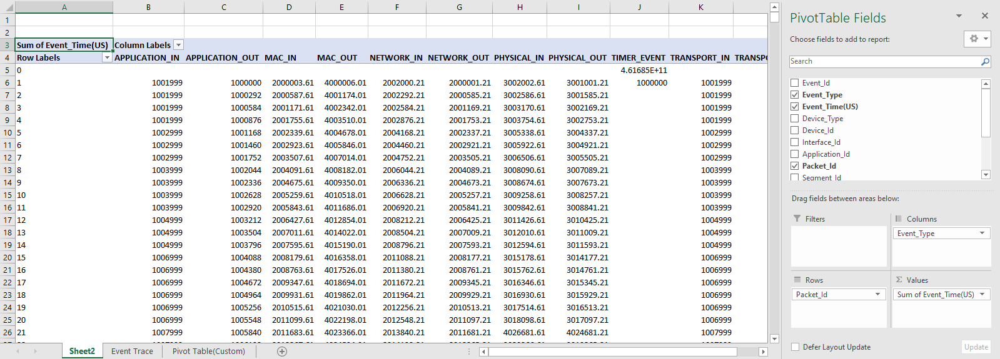 A B C D E F G H I J K
1
2
3 Sum of Event_Time(US) Column Labels
4 Row Labels APPLICATION_IN APPLICATION_OUT MAC_IN MAC_OUT NETWORK_IN NETWORK_OUT PHYSICAL_IN PHYSICAL_OUT TIMER_EVENT TRANSPORT_IN TRANSPO
5 0 4.61685E+11
6 1 1001999 1000000 2000003.61 4000006.01 2002000.21 2000001.21 3002002.61 3001001.21 1000000 1001999
7 2 1001999 1000292 2000587.61 4001174.01 2002292.21 2000585.21 3002586.61 3001585.21 1001999
8 3 1001999 1000584 2001171.61 4002342.01 2002584.21 2001169.21 3003170.61 3002169.21 1001999
9 4 1001999 1000876 2001755.61 4003510.01 2002876.21 2001753.21 3003754.61 3002753.21 1001999
10 5 1002999 1001168 2002339.61 4004678.01 2004168.21 2002337.21 3005338.61 3004337.21 1002999
11 6 1002999 1001460 2002923.61 4005846.01 2004460.21 2002921.21 3005922.61 3004921.21 1002999
12 7 1002999 1001752 2003507.61 4007014.01 2004752.21 2003505.21 3006506.61 3005505.21 1002999
13 8 1003999 1002044 2004091.61 4008182.01 2006044.21 2004089.21 3008090.61 3007089.21 1003999
14 9 1003999 1002336 2004675.61 4009350.01 2006336.21 2004673.21 3008674.61 3007673.21 1003999
15 10 1003999 1002628 2005259.61 4010518.01 2006628.21 2005257.21 3009258.61 3008257.21 1003999
16 11 1003999 1002920 2005843.61 4011686.01 2006920.21 2005841.21 3009842.61 3008841.21 1003999
17 12 1004999 1003212 2006427.61 4012854.01 2008212.21 2006425.21 3011426.61 3010425.21 1004999
18 13 1004999 1003504 2007011.61 4014022.01 2008504.21 2007009.21 3012010.61 3011009.21 1004999
19 14 1004999 1003796 2007595.61 4015190.01 2008796.21 2007593.21 3012594.61 3011593.21 1004999
20 15 1006999 1004088 2008179.61 4016358.01 2011088.21 2008177.21 3015178.61 3014177.21 1006999
21 16 1006999 1004380 2008763.61 4017526.01 2011380.21 2008761.21 3015762.61 3014761.21 1006999
22 17 1006999 1004672 2009347.61 4018694.01 2011672.21 2009345.21 3016346.61 3015345.21 1006999
23 18 1006999 1004964 2009931.61 4019862.01 2011964.21 2009929.21 3016930.61 3015929.21 1006999
24 19 1006999 1005256 2010515.61 4021030.01 2012256.21 2010513.21 3017514.61 3016513.21 1006999
25 20 1006999 1005548 2011099.61 4022198.01 2012548.21 2011097.21 3018098.61 3017097.21 1006999
26 21 1007999 1005840 2011683.61 4023366.01 2013840.21 2011681.21 4026681.61 4024681.21 1007999
Sheet2 Event Trace Pivot Table(Custom)
PivotTable Fields
Choose fields to add to report:
Search
Event_Id
Event_Type
Event_Time(US)
Device_Type
Device_Id
Interface_Id
Application_Id
Packet_Id
Segment_Id
Drag fields between areas below:
Filters
Columns
Event_Type
Rows
Values
Packet_Id
Sum of Event_Time(US)
Defer Layout Update
Update